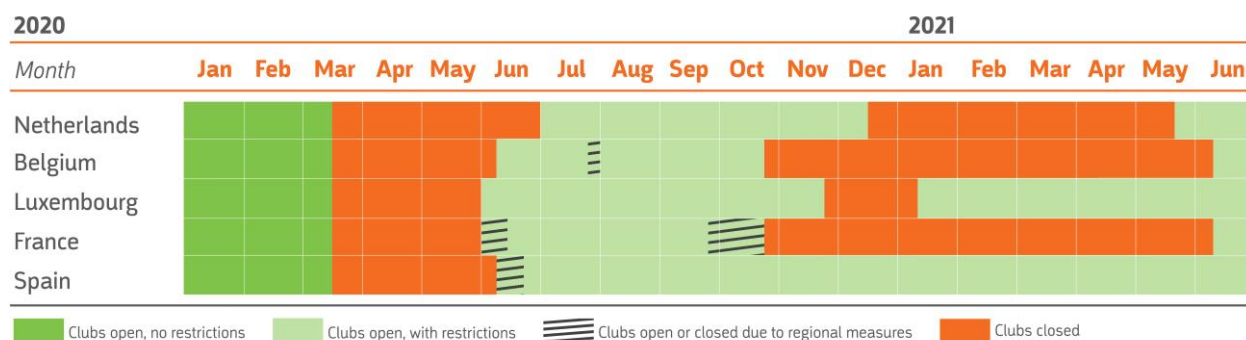 2020 2021
Month Jan Feb Mar Apr May Jun Jul Aug Sep Oct Nov Dec Jan Feb Mar Apr May Jun
Netherlands
Belgium
Luxembourg
France
Spain
Clubs open, no restrictions Clubs open, with restrictions Clubs open or closed due to regional measures Clubs closed